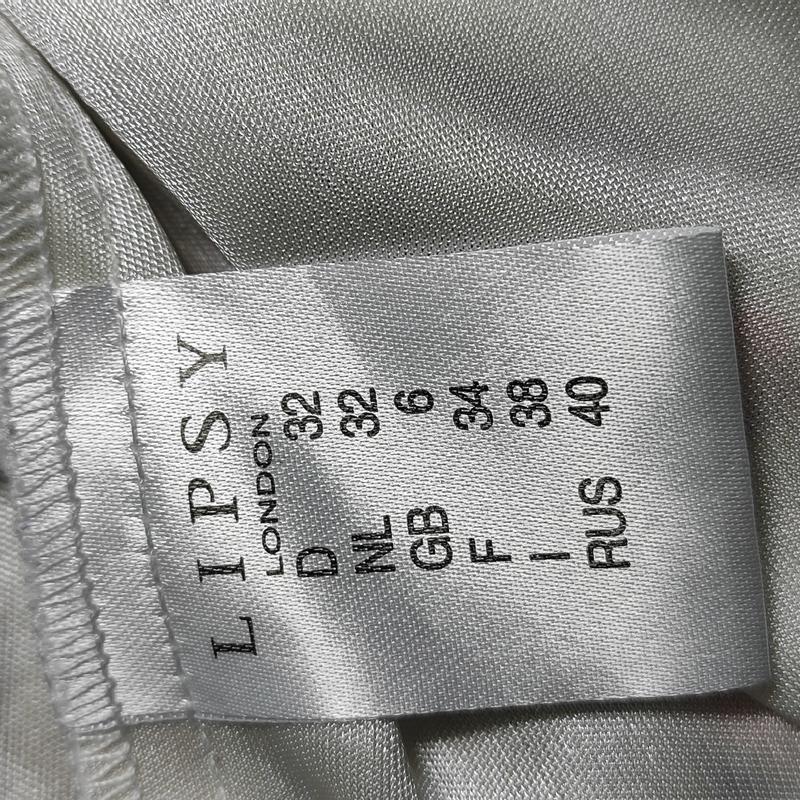 LIPSY
LONDON
D 32
NL 32
GB 6
F 34
I 38
RUS 40